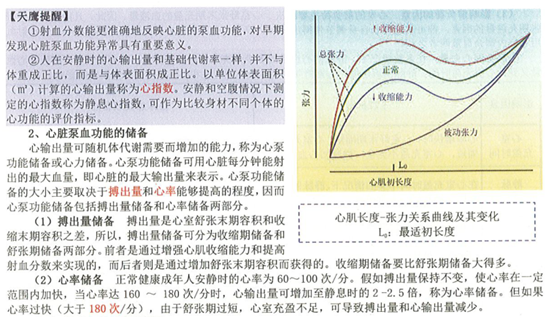 【天鹰提醒】
①射血分数能更准确地反映心脏的泵血功能，对早
期发现心脏泵血功能异常具有重要意义。
②人在安静时的心输出量和基础代谢率一样，并不与
体重成正比，而是与体表面积成正比。以单位体表面积
（m²）计算的心输出量称为心指数。安静和空腹情况下测
定的心指数称为静息心指数，可作为比较身材不同个体的
心功能的评价指标。
2、心脏泵血功能的储备
心输出量可随机体代谢需要而增加的能力，称为心泵
功能储备或心力储备。心泵功能储备可用心脏每分钟能射
出的最大血量，即心脏的最大输出量来表示。心泵功能储
备的大小主要取决于搏出量和心率能够提高的程度，因而
心泵功能储备包括搏出量储备和心率储备两部分。
（1）搏出量储备 搏出量是心室舒张末期容积和收
缩末期容积之差，所以，搏出量储备可分为收缩期储备和
舒张期储备两部分。前者是通过增强心肌收缩能力和提高
射血分数来实现的，而后者则是通过增加舒张末期容积而获得的。收缩期储备要比舒张期储备大得多。
（2）心率储备 正常健康成年人安静时的心率为60～100次/分。假如搏出量保持不变，使心率在一定
范围内加快，当心率达160 ～ 180次/分时，心输出量可增加至静息时的2-2.5倍，称为心率储备。但如果
心率过快（大于180次/分），由于舒张期过短，心室充盈不足，可导致搏出量和心输出量减少。
↑收缩能力
总张力
正常
↓收缩能力
张力
被动张力
L₀
心肌初长度
心肌长度-张力关系曲线及其变化
L₀：最适初长度